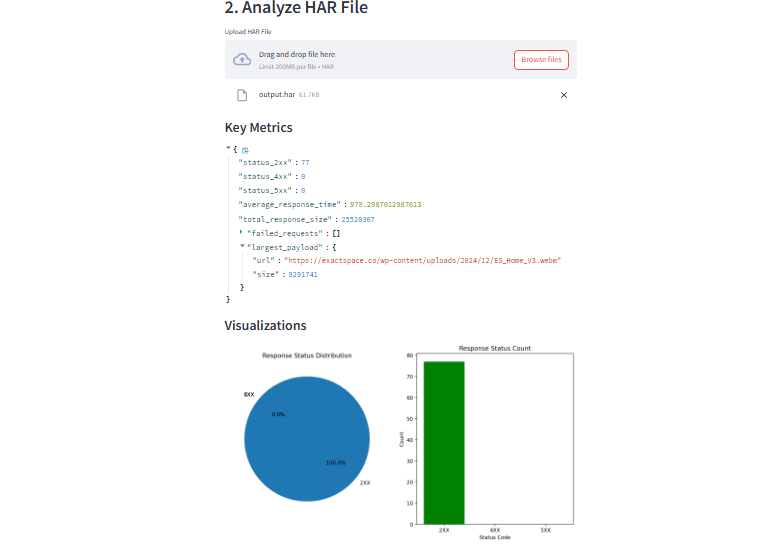 2. Analyze HAR File
Upload HAR File
Drag and drop file here
Limit 200MB per file • HAR
Browse files
output.har 61.7KB
Key Metrics
{
"status_2xx" : 77
"status_4xx" : 0
"status_5xx" : 0
"average_response_time" : 978.2987012987013
"total_response_size" : 25520367
"failed_requests" : []
"largest_payload" : {
"url" : "https://exactspace.co/wp-content/uploads/2024/12/ES_Home_V3.webm"
"size" : 8291741
}
}
Visualizations
Response Status Distribution
0.0%
100.0%
2XX
Response Status Count
80
70
60
50
40
30
20
10
0
Count
2XX
4XX
5XX
Status Code